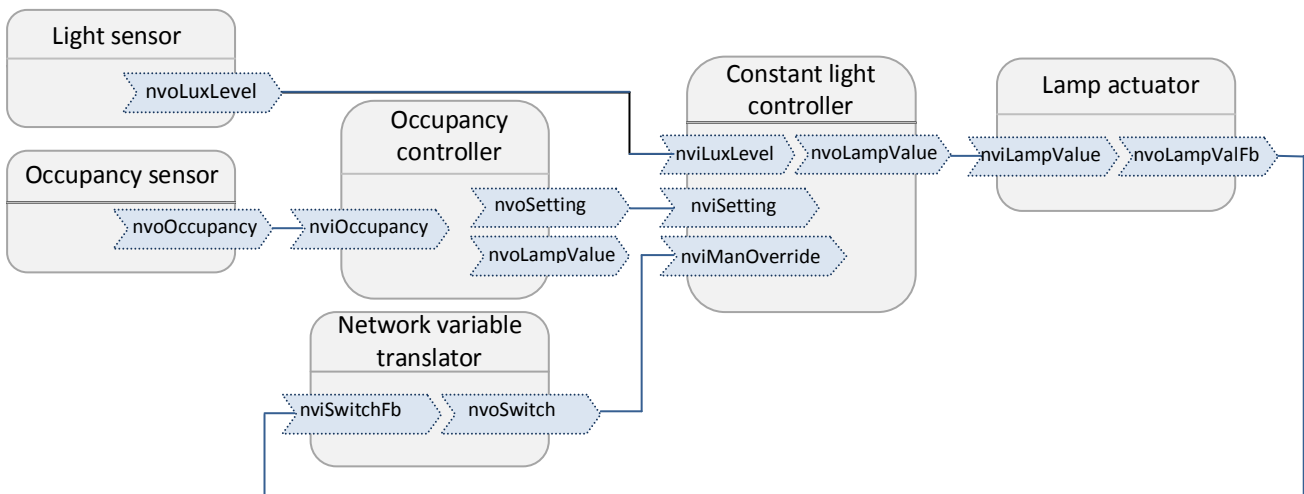 Light sensor
nvoLuxLevel
Occupancy sensor
nvoOccupancy
Occupancy
controller
nviOccupancy
nvoSetting
nvoLampValue
Network variable
translator
nviSwitchFb
nvoSwitch
Constant light
controller
nviLuxLevel
nvoLampValue
nviSetting
nviManOverride
Lamp actuator
nviLampValue
nvoLampValFb